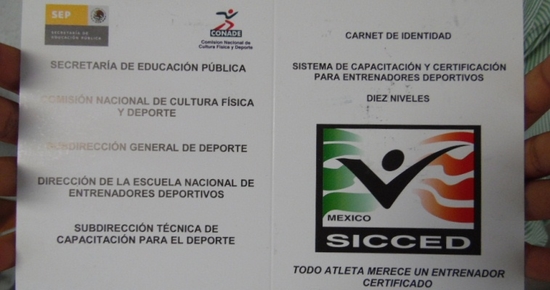 SEP
SECRETARÍA DE
EDUCACIÓN PÚBLICA
CONADE
Comisión Nacional de
Cultura Física y Deporte
SECRETARÍA DE EDUCACIÓN PÚBLICA
COMISIÓN NACIONAL DE CULTURA FÍSICA
Y DEPORTE
SUBDIRECCIÓN GENERAL DE DEPORTE
DIRECCIÓN DE LA ESCUELA NACIONAL DE
ENTRENADORES DEPORTIVOS
SUBDIRECCIÓN TÉCNICA DE
CAPACITACIÓN PARA EL DEPORTE
CARNET DE IDENTIDAD
SISTEMA DE CAPACITACIÓN Y CERTIFICACIÓN
PARA ENTRENADORES DEPORTIVOS
DIEZ NIVELES
MEXICO
SICCED
TODO ATLETA MERECE UN ENTRENADOR
CERTIFICADO